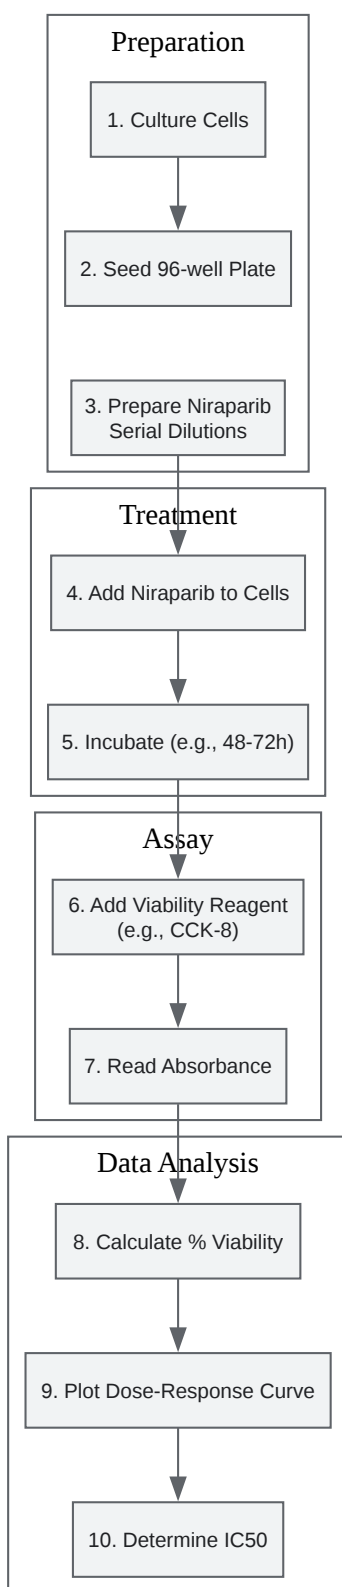 Preparation
1. Culture Cells
2. Seed 96-well Plate
3. Prepare Niraparib
Serial Dilutions
Treatment
4. Add Niraparib to Cells
5. Incubate (e.g., 48-72h)
Assay
6. Add Viability Reagent
(e.g., CCK-8)
7. Read Absorbance
Data Analysis
8. Calculate % Viability
9. Plot Dose-Response Curve
10. Determine IC50